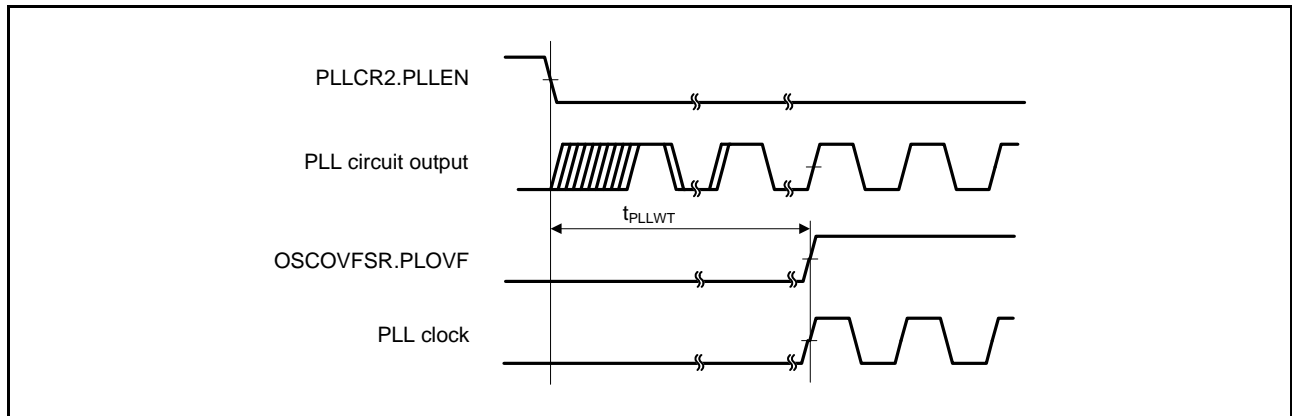 PLLCR2.PLLEN
PLL circuit output
tPLLWT
OSCOVFSR.PLOVF
PLL clock